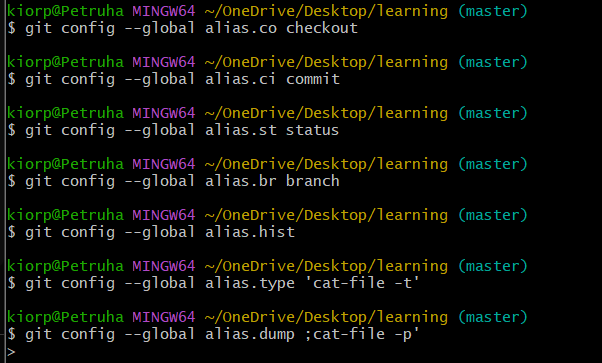 kiorp@Petruha MINGW64 ~/OneDrive/Desktop/learning (master)
$ git config --global alias.co checkout
kiorp@Petruha MINGW64 ~/OneDrive/Desktop/learning (master)
$ git config --global alias.ci commit
kiorp@Petruha MINGW64 ~/OneDrive/Desktop/learning (master)
$ git config --global alias.st status
kiorp@Petruha MINGW64 ~/OneDrive/Desktop/learning (master)
$ git config --global alias.br branch
kiorp@Petruha MINGW64 ~/OneDrive/Desktop/learning (master)
$ git config --global alias.hist
kiorp@Petruha MINGW64 ~/OneDrive/Desktop/learning (master)
$ git config --global alias.type 'cat-file -t'
kiorp@Petruha MINGW64 ~/OneDrive/Desktop/learning (master)
$ git config --global alias.dump ;cat-file -p'
>